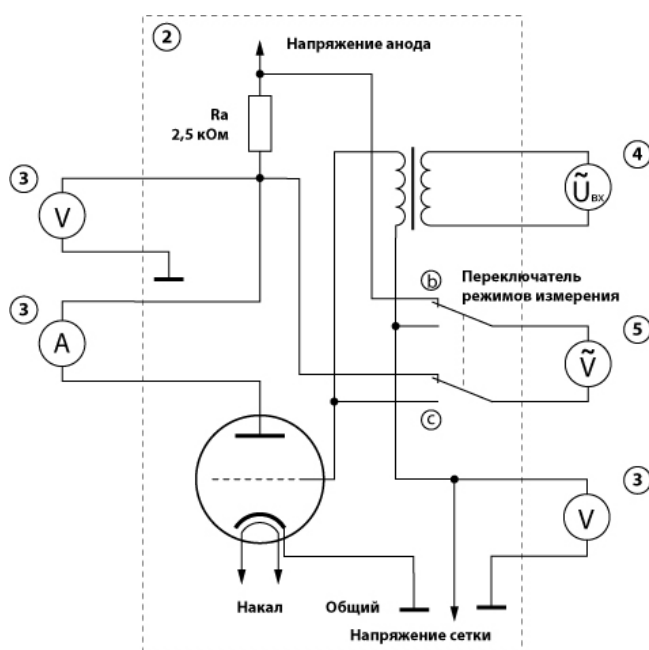 2
Напряжение анода
Ra
2,5 кОм
3
V
4
Ũвх
b
Переключатель
режимов измерения
3
A
5
Ṽ
c
3
V
Накал
Общий
Напряжение сетки